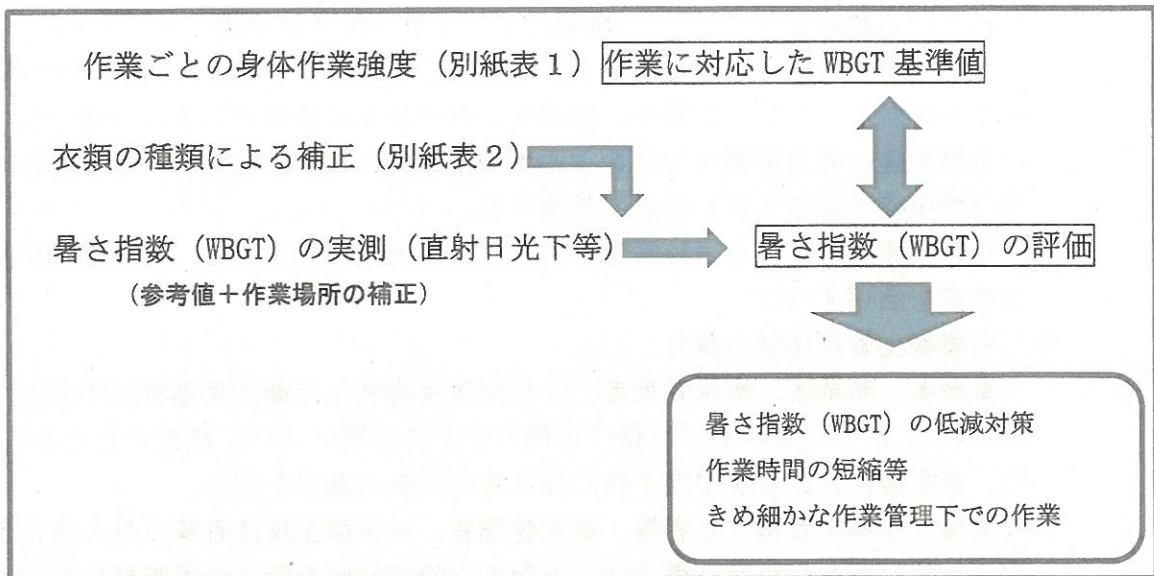 作業ごとの身体作業強度（別紙表１）作業に対応した WBGT 基準値
衣類の種類による補正（別紙表２）
暑さ指数（WBGT）の実測（直射日光下等）
暑さ指数（WBGT）の評価
（参考値＋作業場所の補正）
暑さ指数（WBGT）の低減対策
作業時間の短縮等
きめ細かな作業管理下での作業